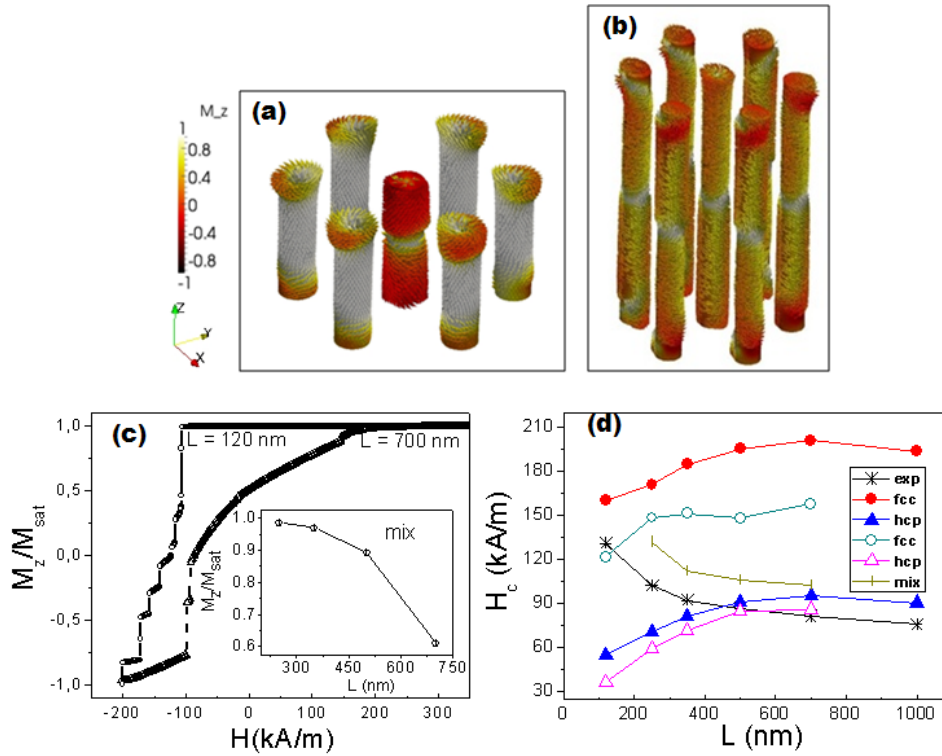 (a)
(b)
M_z
1
0.8
0.4
0
-0.4
-0.8
-1
Z
Y
X
(c)
L = 120 nm
L = 700 nm
mix
1.0
0.9
0.8
0.7
0.6
M_z/M_sat
300 450 600 750
L (nm)
1,0
0,5
0,0
-0,5
-1,0
M_z/M_sat
-200 -100 0 100 200 300
H(kA/m)
(d)
210
180
150
120
90
60
30
H_c (kA/m)
0 200 400 600 800 1000
L (nm)
exp
fcc
hcp
fcc
hcp
mix